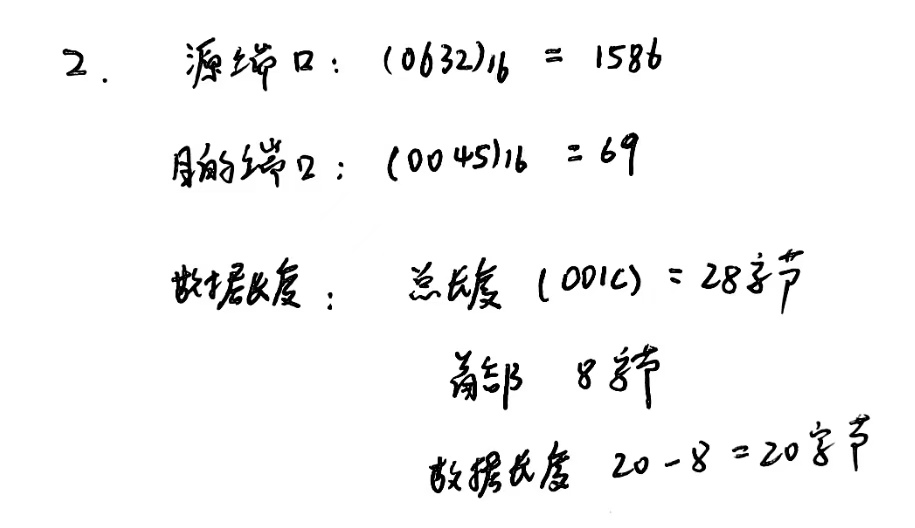 2. 源端口: (0632)16 = 1586
目的端口: (0045)16 = 69
数据长度: 总长度 (001C) = 28字节
首部 8字节
数据长度 20-8=20字节